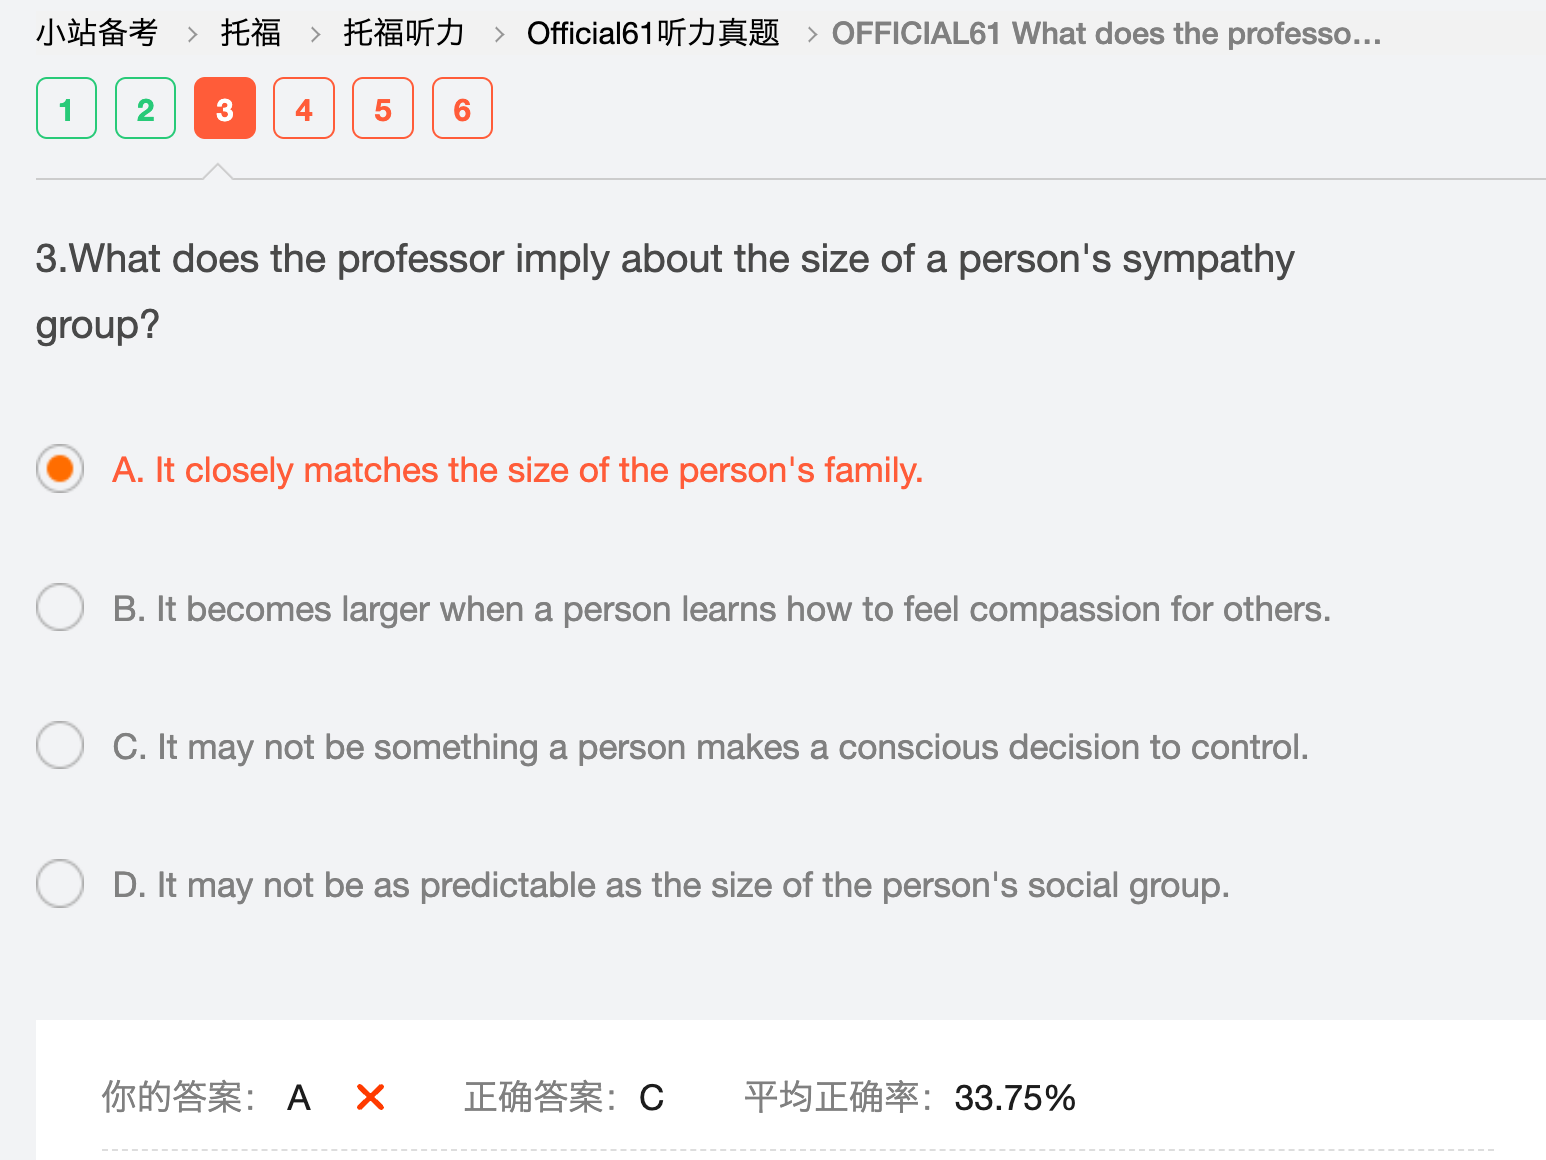 小站备考 > 托福 > 托福听力 > Official61听力真题 > OFFICIAL61 What does the professo...
1 2 3 4 5 6
3.What does the professor imply about the size of a person's sympathy
group?
A. It closely matches the size of the person's family.
B. It becomes larger when a person learns how to feel compassion for others.
C. It may not be something a person makes a conscious decision to control.
D. It may not be as predictable as the size of the person's social group.
你的答案: A ✕ 正确答案: C 平均正确率: 33.75%